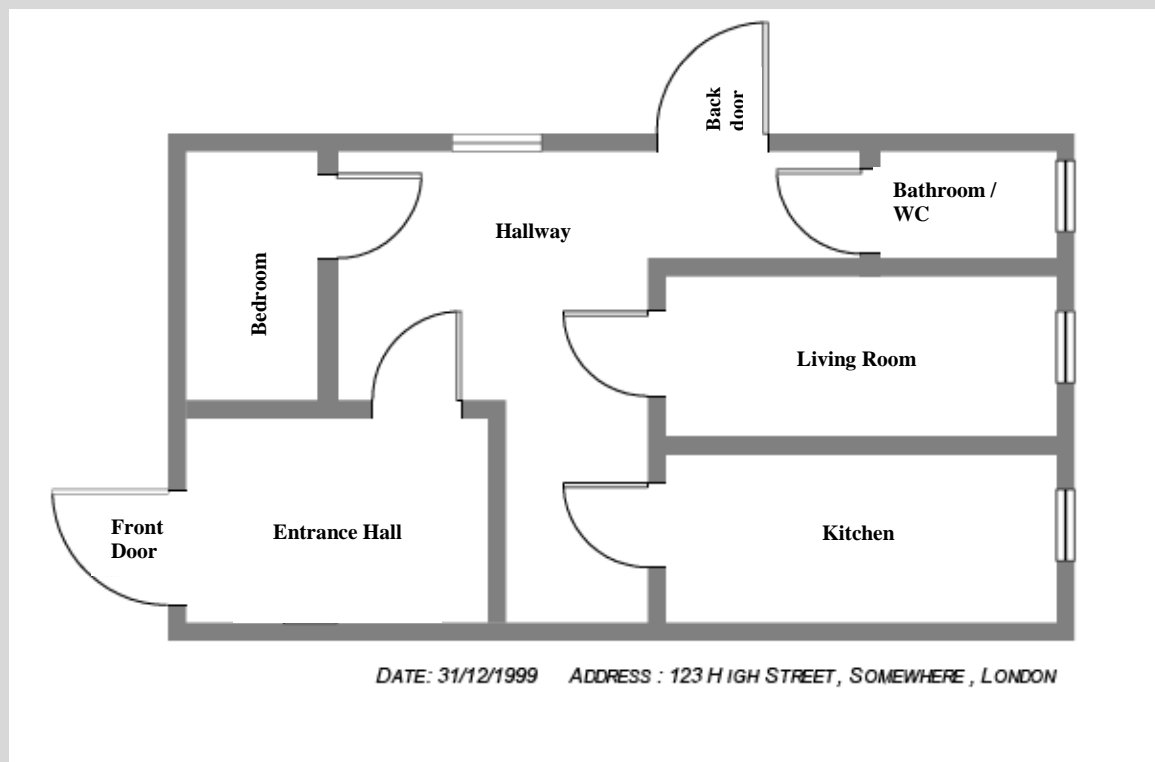 Back
door
Bathroom /
WC
Hallway
Bedroom
Living Room
Front
Door
Entrance Hall
Kitchen
DATE: 31/12/1999 ADDRESS : 123 HIGH STREET, SOMEWHERE , LONDON